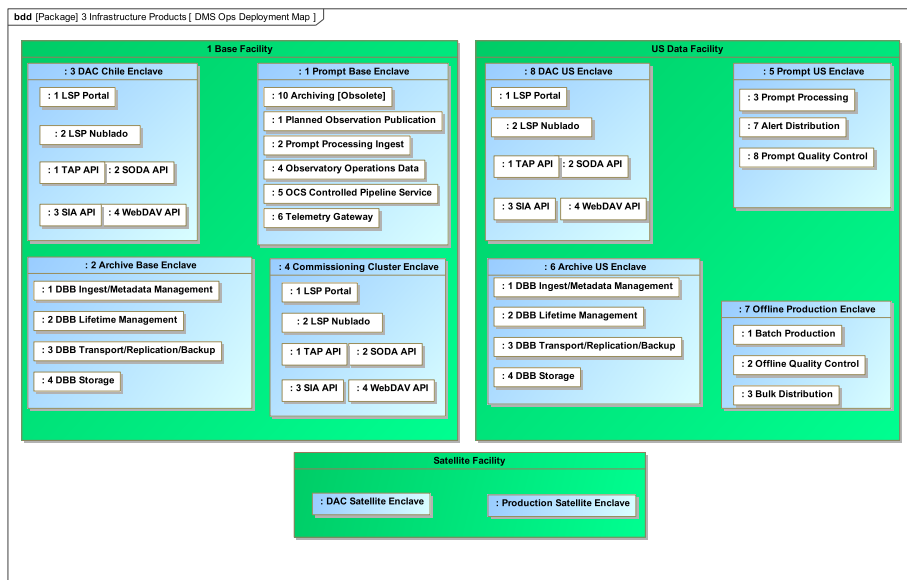 bdd [Package] 3 Infrastructure Products [ DMS Ops Deployment Map ]
1 Base Facility
: 3 DAC Chile Enclave
: 1 LSP Portal
: 2 LSP Nublado
: 1 TAP API
: 2 SODA API
: 3 SIA API
: 4 WebDAV API
: 1 Prompt Base Enclave
: 10 Archiving [Obsolete]
: 1 Planned Observation Publication
: 2 Prompt Processing Ingest
: 4 Observatory Operations Data
: 5 OCS Controlled Pipeline Service
: 6 Telemetry Gateway
: 2 Archive Base Enclave
: 1 DBB Ingest/Metadata Management
: 2 DBB Lifetime Management
: 3 DBB Transport/Replication/Backup
: 4 DBB Storage
: 4 Commissioning Cluster Enclave
: 1 LSP Portal
: 2 LSP Nublado
: 1 TAP API
: 2 SODA API
: 3 SIA API
: 4 WebDAV API
US Data Facility
: 8 DAC US Enclave
: 1 LSP Portal
: 2 LSP Nublado
: 1 TAP API
: 2 SODA API
: 3 SIA API
: 4 WebDAV API
: 5 Prompt US Enclave
: 3 Prompt Processing
: 7 Alert Distribution
: 8 Prompt Quality Control
: 6 Archive US Enclave
: 1 DBB Ingest/Metadata Management
: 2 DBB Lifetime Management
: 3 DBB Transport/Replication/Backup
: 4 DBB Storage
: 7 Offline Production Enclave
: 1 Batch Production
: 2 Offline Quality Control
: 3 Bulk Distribution
Satellite Facility
: DAC Satellite Enclave
: Production Satellite Enclave